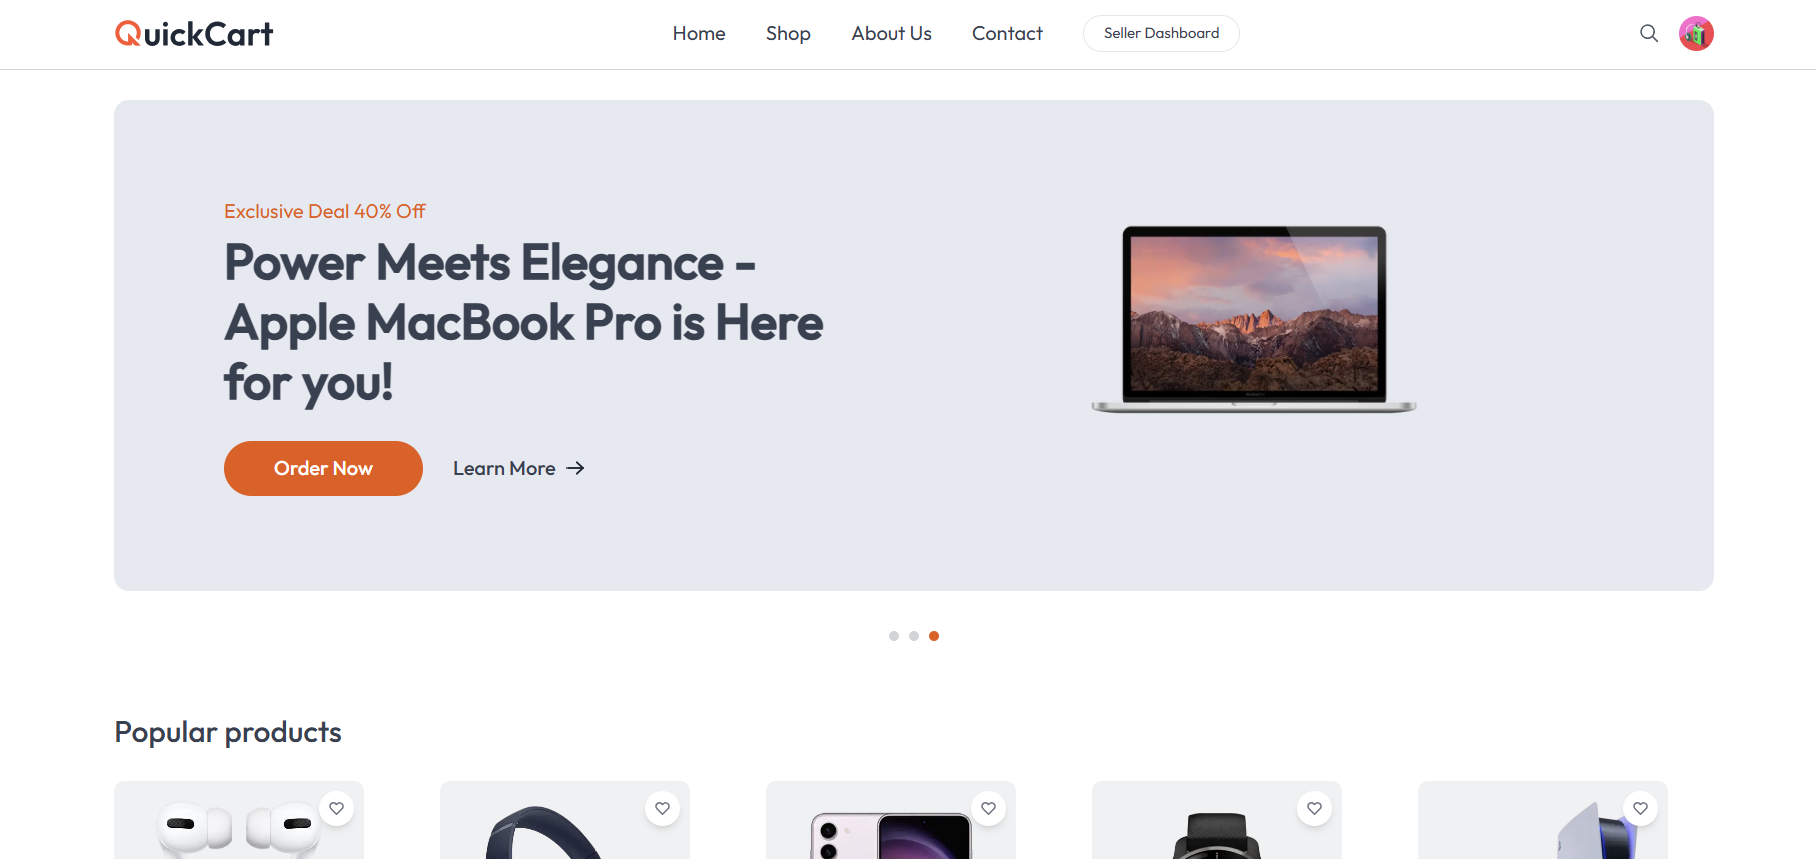 QuickCart
Home
Shop
About Us
Contact
Seller Dashboard
Exclusive Deal 40% Off
Power Meets Elegance -
Apple MacBook Pro is Here
for you!
Order Now
Learn More
Popular products